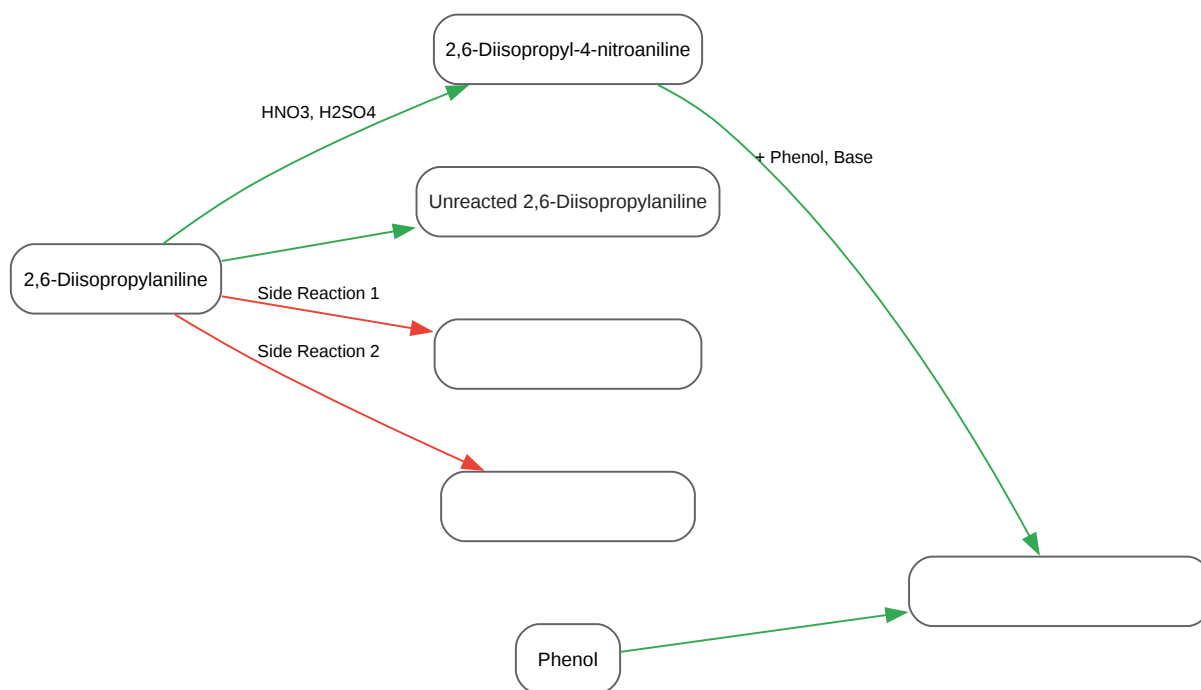 2,6-Diisopropyl-4-nitroaniline
HNO3, H2SO4
+ Phenol, Base
Unreacted 2,6-Diisopropylaniline
2,6-Diisopropylaniline
Side Reaction 1
Side Reaction 2
Phenol